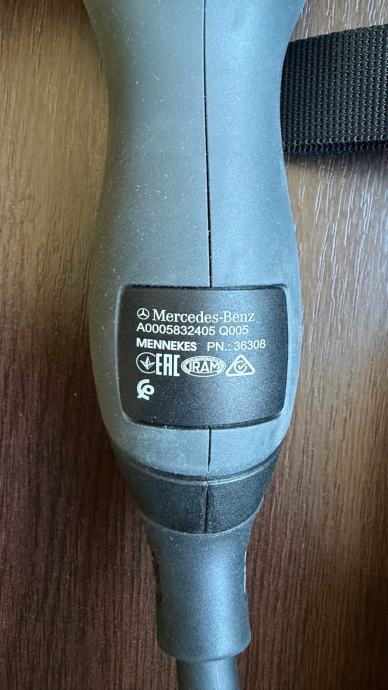 Mercedes-Benz
A0005832405 Q005
MENNEKES PN.: 36308
EAC IRAM